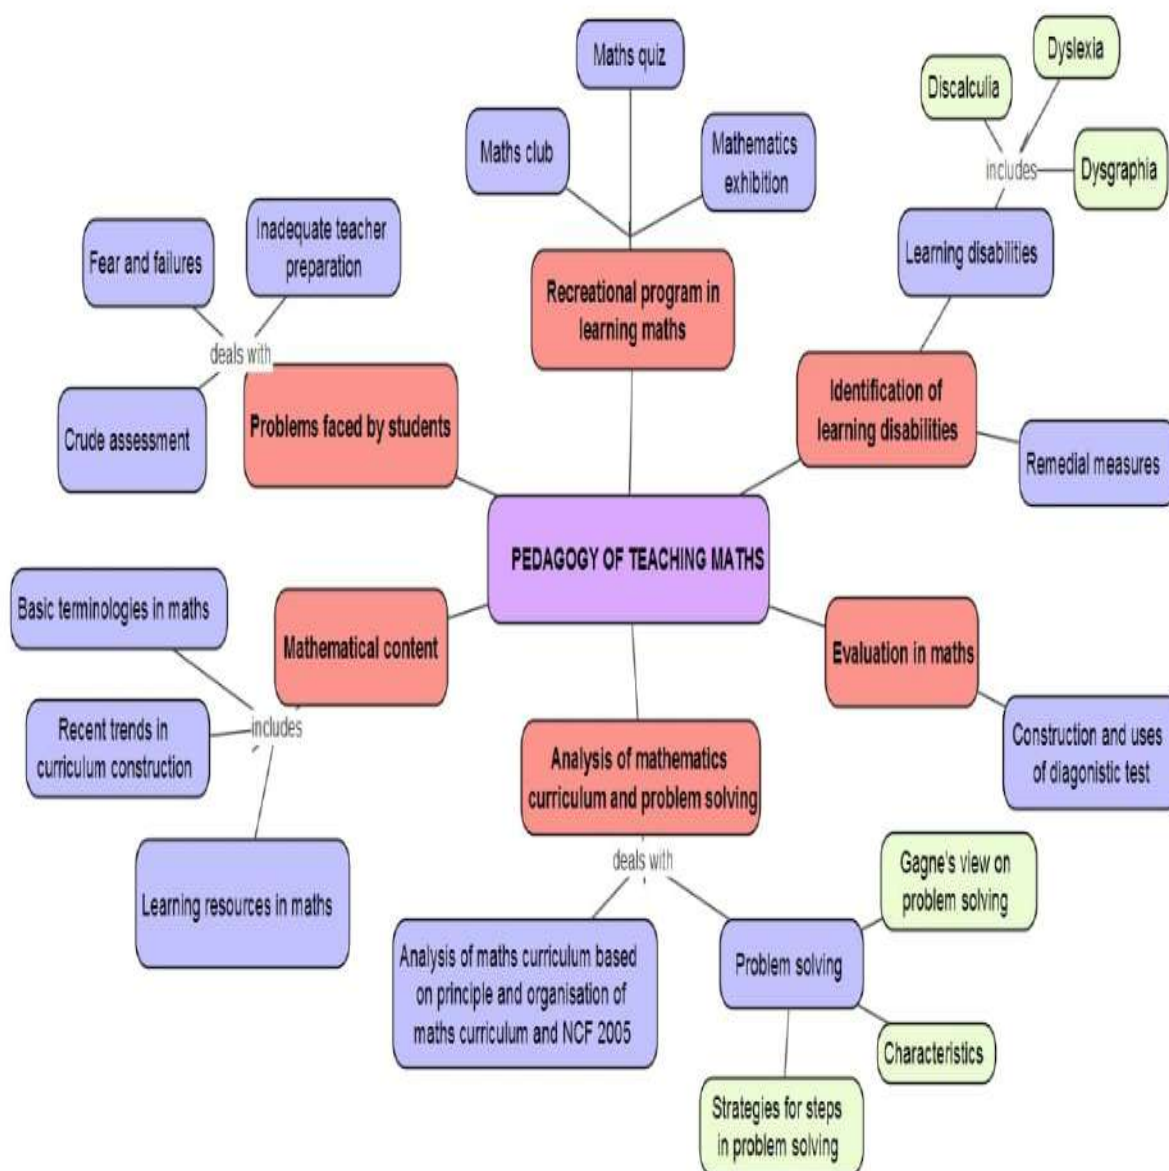 Maths quiz
Maths club
Mathematics
exhibition
Recreational program in
learning maths
Dyslexia
Discalculia
includes
Dysgraphia
Learning disabilities
Identification of
learning disabilities
Remedial measures
Inadequate teacher
preparation
Fear and failures
deals with
Crude assessment
Problems faced by students
PEDAGOGY OF TEACHING MATHS
Basic terminologies in maths
Mathematical content
Recent trends in
curriculum construction
includes
Learning resources in maths
Evaluation in maths
Construction and uses
of diagonistic test
Analysis of mathematics
curriculum and problem solving
deals with
Analysis of maths curriculum based
on principle and organisation of
maths curriculum and NCF 2005
Problem solving
Gagne's view on
problem solving
Characteristics
Strategies for steps
in problem solving